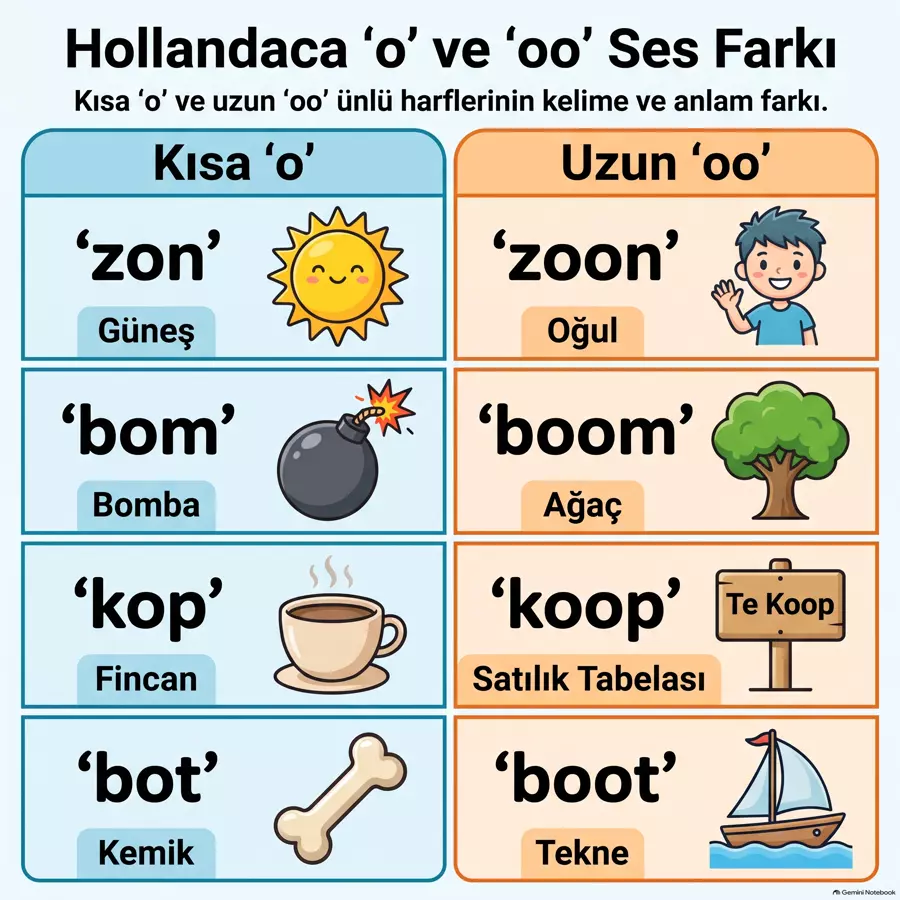 Hollandaca ‘o’ ve ‘oo’ Ses Farkı
Kısa ‘o’ ve uzun ‘oo’ ünlü harflerinin kelime ve anlam farkı.
Kısa ‘o’
Uzun ‘oo’
‘zon’
Güneş
‘zoon’
Oğul
‘bom’
Bomba
‘boom’
Ağaç
‘kop’
Fincan
‘koop’
Satılık Tabelası
Te Koop
‘bot’
Kemik
‘boot’
Tekne
Gemini Notebook